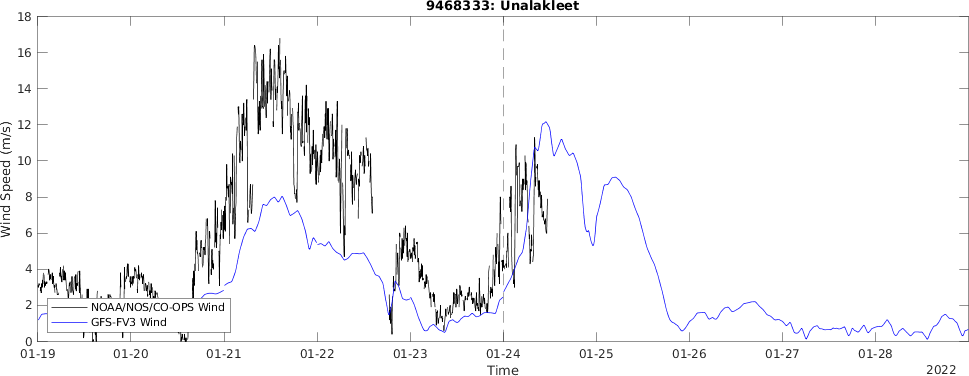 9468333: Unalakleet
18
16
14
12
10
8
6
4
2
0
Wind Speed (m/s)
NOAA/NOS/CO-OPS Wind
GFS-FV3 Wind
01-19 01-20 01-21 01-22 01-23 01-24 01-25 01-26 01-27 01-28
Time
2022